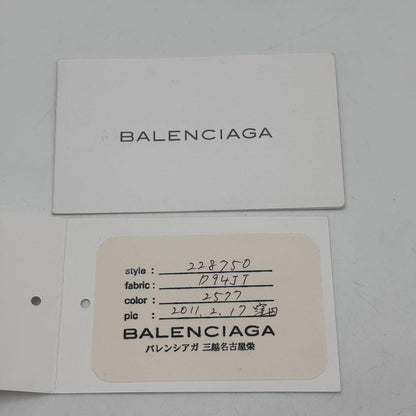 BALENCIAGA
style : 228750
fabric : D94JT
color : 2577
pic : 2011.2.17 窪田
BALENCIAGA
バレンシアガ 三越名古屋栄